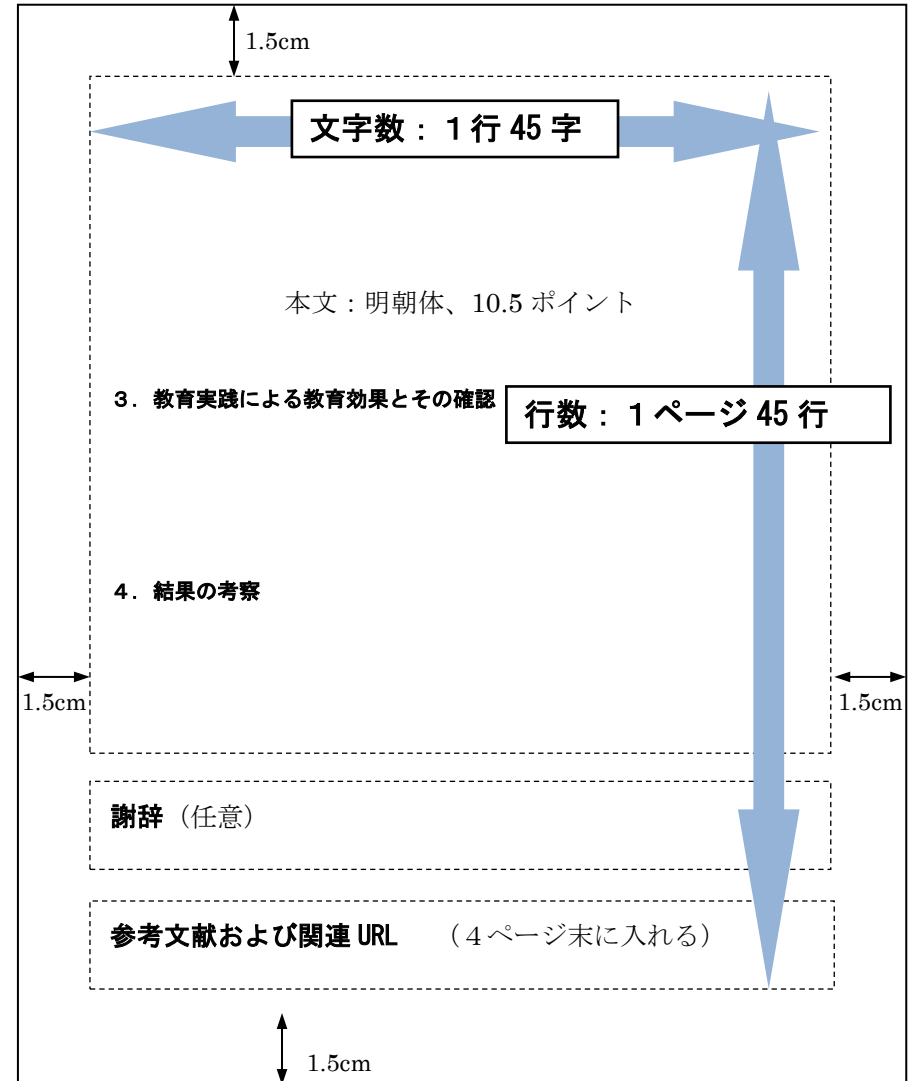 1.5cm
文字数：１行 45 字
本文：明朝体、10.5 ポイント
３．教育実践による教育効果とその確認
行数：１ページ 45 行
４．結果の考察
1.5cm
1.5cm
謝辞（任意）
参考文献および関連 URL （４ページ末に入れる）
1.5cm